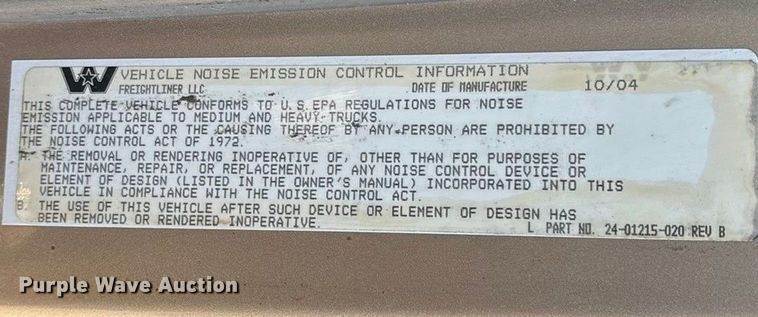 W VEHICLE NOISE EMISSION CONTROL INFORMATION
FREIGHTLINER LLC DATE OF MANUFACTURE 10/04
THIS COMPLETE VEHICLE CONFORMS TO U.S. EPA REGULATIONS FOR NOISE
EMISSION APPLICABLE TO MEDIUM AND HEAVY-TRUCKS.
THE FOLLOWING ACTS OR THE CAUSING THEREOF BY ANY PERSON ARE PROHIBITED BY
THE NOISE CONTROL ACT OF 1972.
A. THE REMOVAL OR RENDERING INOPERATIVE OF, OTHER THAN FOR PURPOSES OF
MAINTENANCE, REPAIR, OR REPLACEMENT, OF ANY NOISE CONTROL DEVICE OR
ELEMENT OF DESIGN (LISTED IN THE OWNER'S MANUAL) INCORPORATED INTO THIS
VEHICLE IN COMPLIANCE WITH THE NOISE CONTROL ACT.
B. THE USE OF THIS VEHICLE AFTER SUCH DEVICE OR ELEMENT OF DESIGN HAS
BEEN REMOVED OR RENDERED INOPERATIVE.
L PART NO. 24-01215-020 REV B
Purple Wave Auction